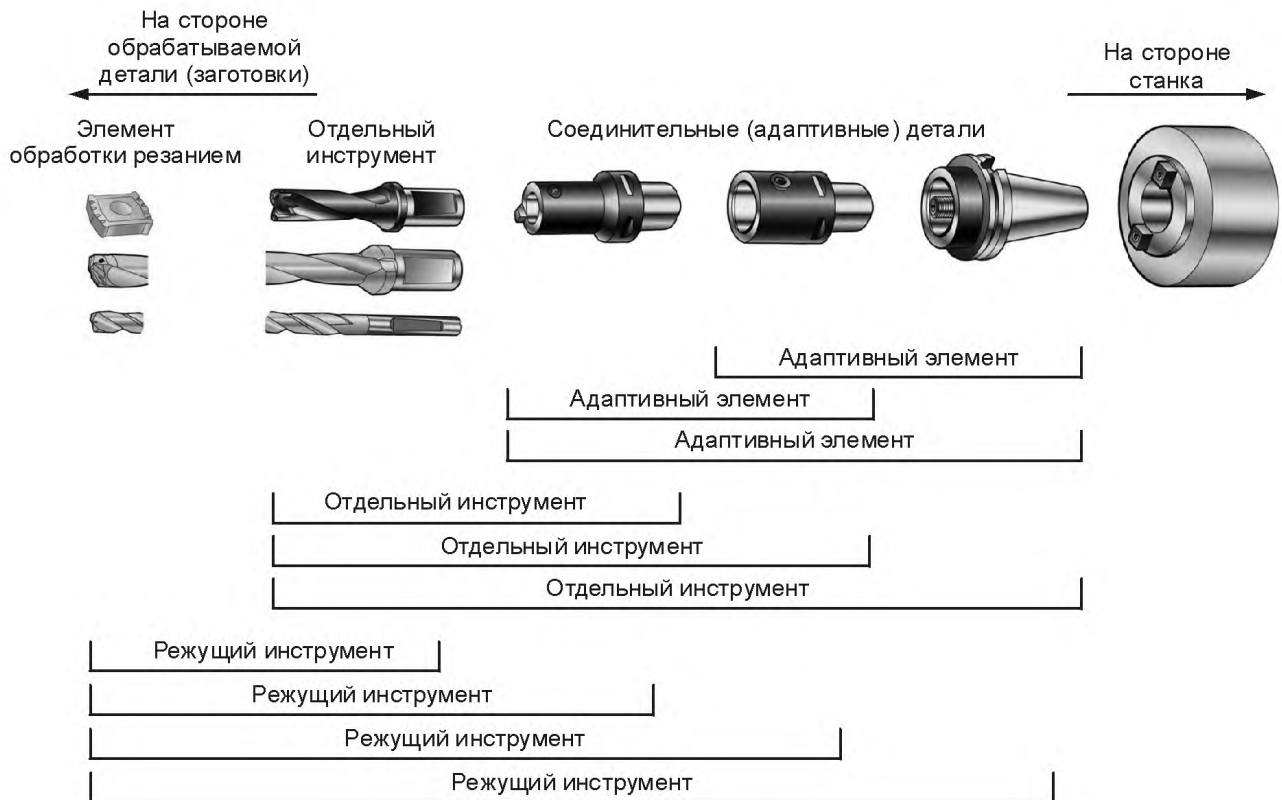 На стороне
обрабатываемой
детали (заготовки)
На стороне
станка
Элемент
обработки резанием
Отдельный
инструмент
Соединительные (адаптивные) детали
Адаптивный элемент
Адаптивный элемент
Адаптивный элемент
Отдельный инструмент
Отдельный инструмент
Отдельный инструмент
Режущий инструмент
Режущий инструмент
Режущий инструмент
Режущий инструмент